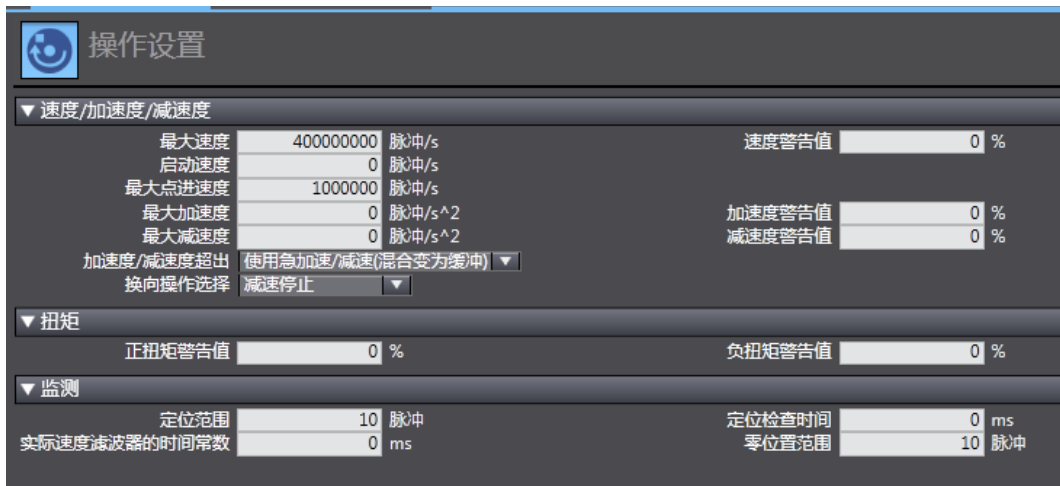 操作设置
▼ 速度/加速度/减速度
最大速度 400000000 脉冲/s 速度警告值 0 %
启动速度 0 脉冲/s
最大点进速度 1000000 脉冲/s
最大加速度 0 脉冲/s^2 加速度警告值 0 %
最大减速度 0 脉冲/s^2 减速度警告值 0 %
加速度/减速度超出 使用急加速/减速(混合变为缓冲) ▼
换向操作选择 减速停止 ▼
▼ 扭矩
正扭矩警告值 0 % 负扭矩警告值 0 %
▼ 监测
定位范围 10 脉冲 定位检查时间 0 ms
实际速度滤波器的时间常数 0 ms 零位置范围 10 脉冲